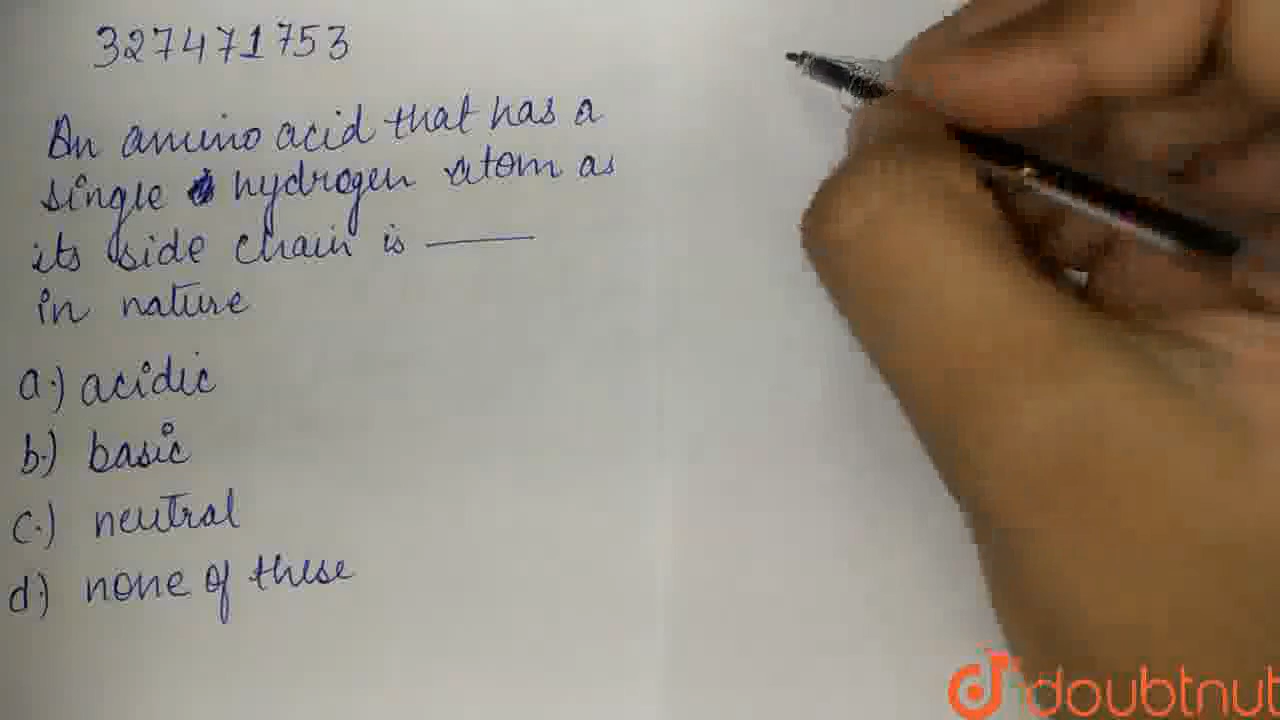 327471753
An amino acid that has a
single hydrogen atom as
its side chain is ———
in nature
a.) acidic
b.) basic
c.) neutral
d.) none of these
doubtnut